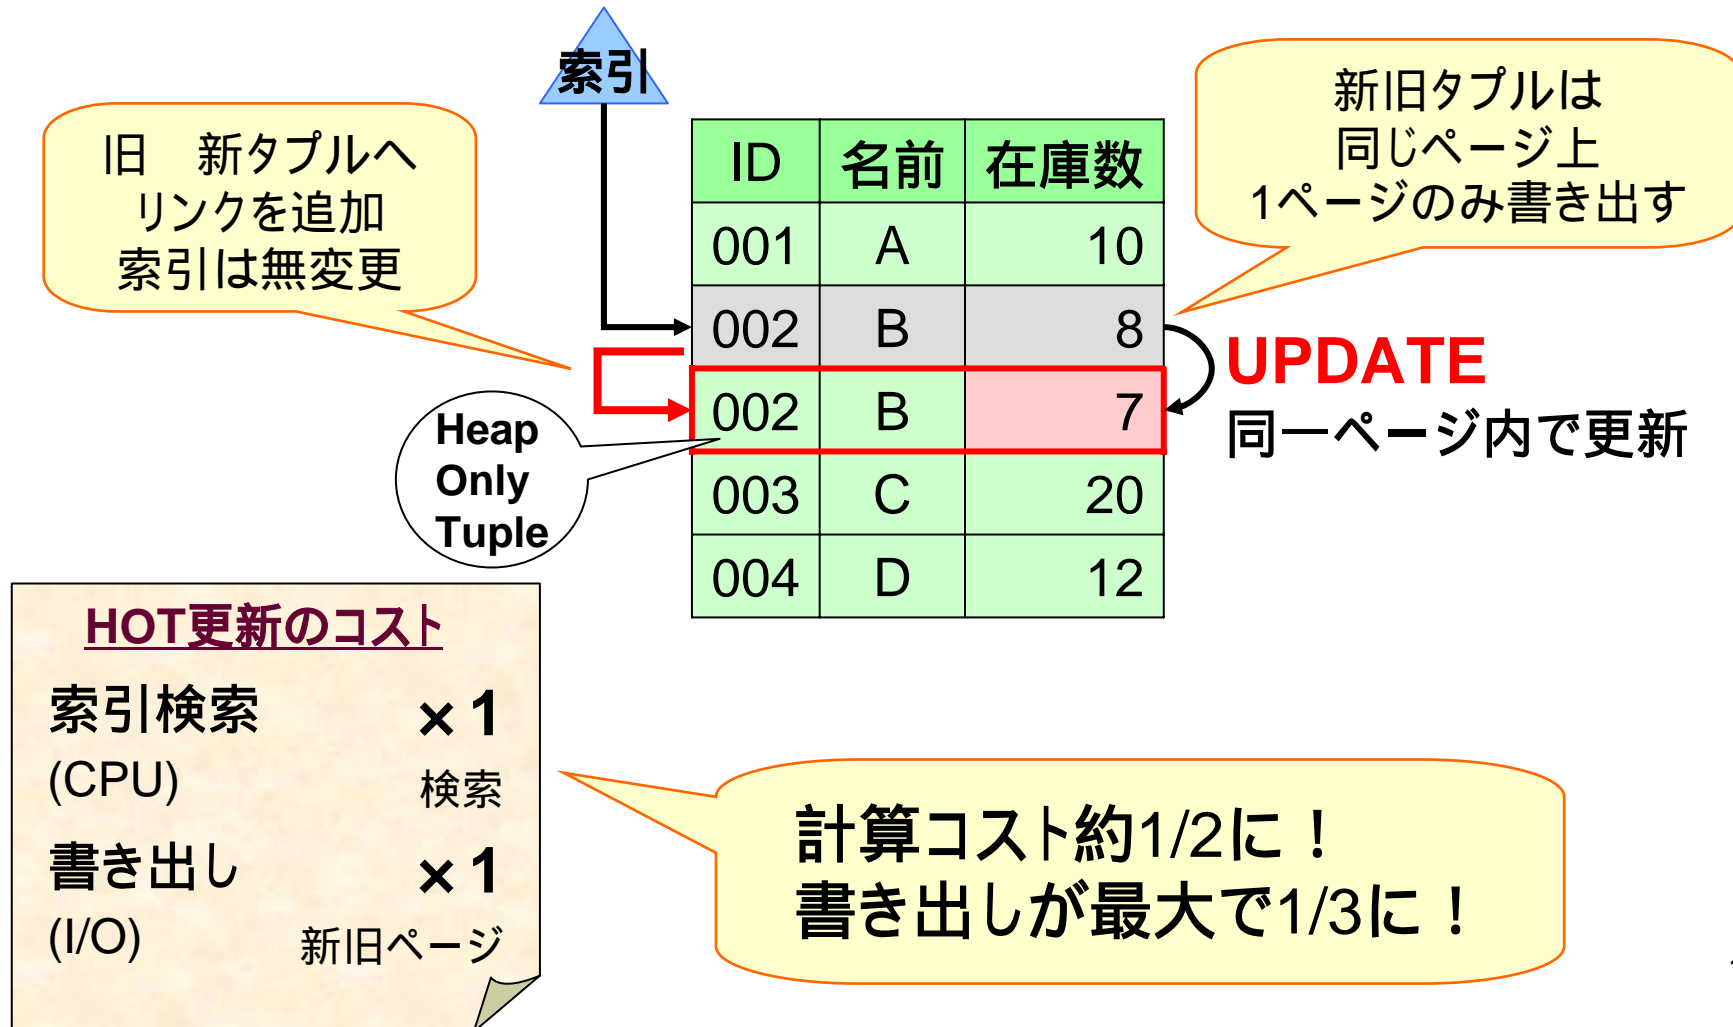 索引
旧　新タプルへ
リンクを追加
索引は無変更
新旧タプルは
同じページ上
1ページのみ書き出す
ID 名前 在庫数
001 A 10
002 B 8
002 B 7
003 C 20
004 D 12
UPDATE
同一ページ内で更新
Heap
Only
Tuple
HOT更新のコスト
索引検索 ×1
(CPU) 検索
書き出し ×1
(I/O) 新旧ページ
計算コスト約1/2に！
書き出しが最大で1/3に！